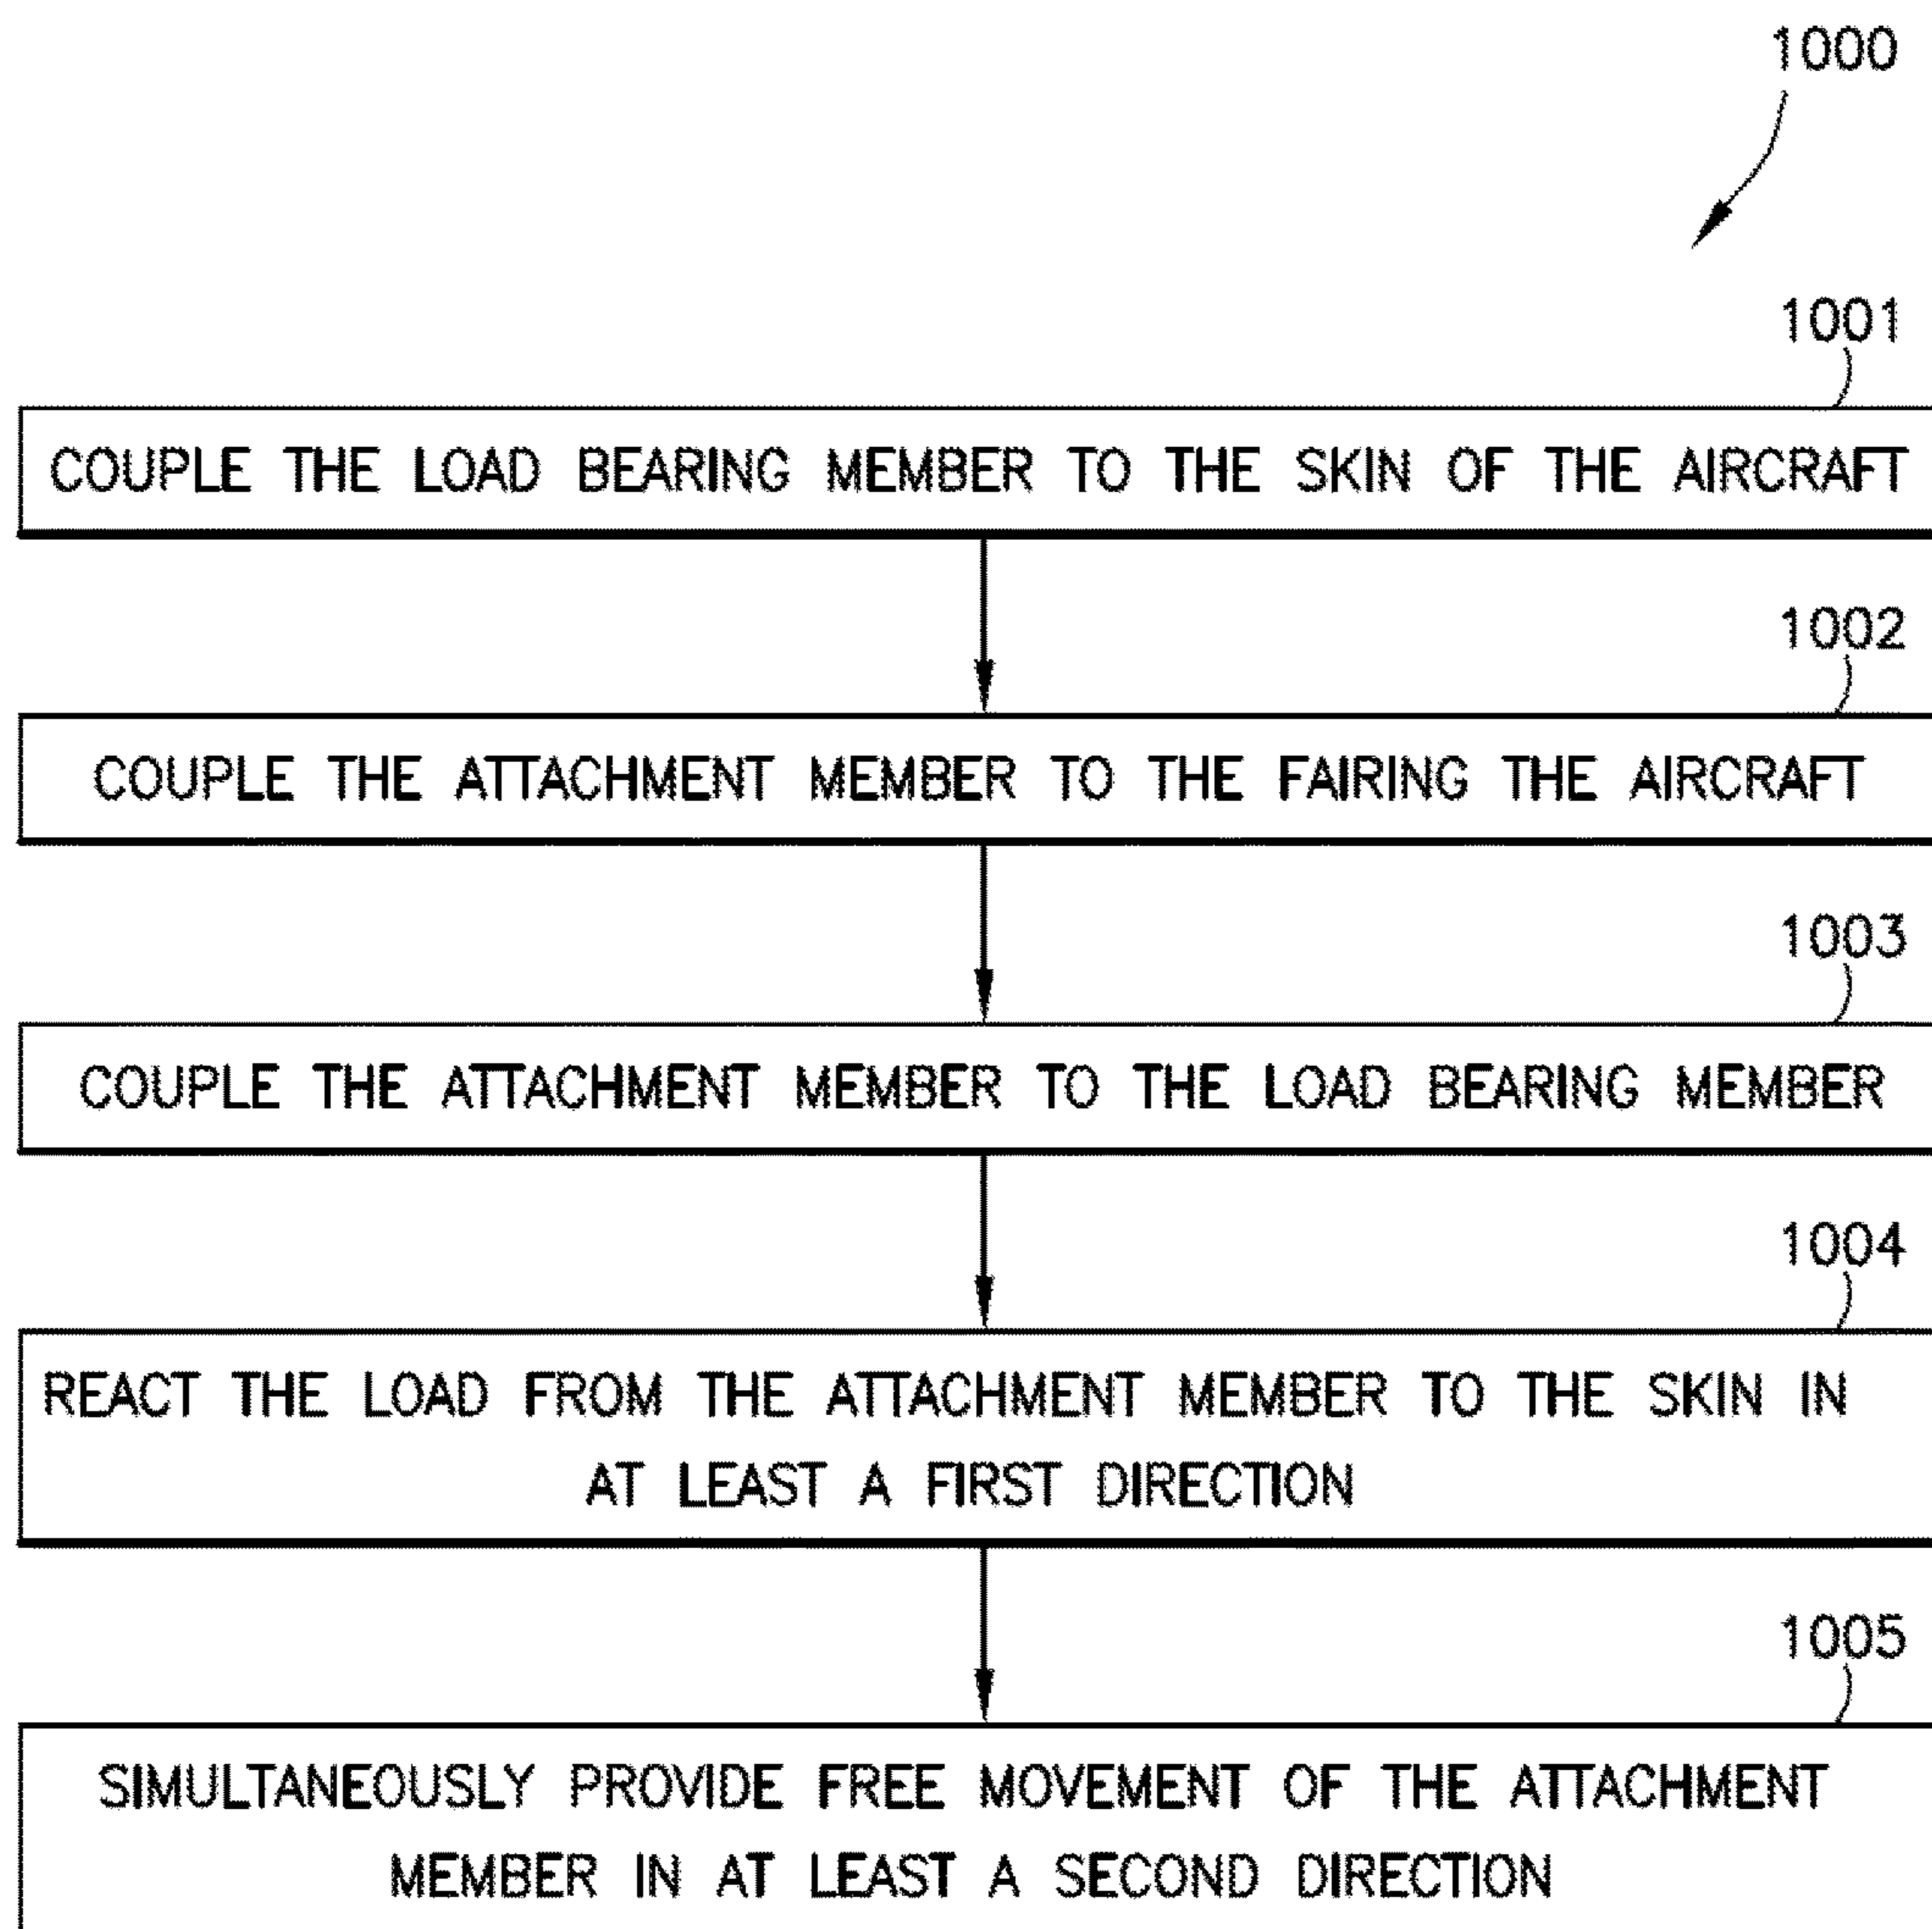 1000
1001
COUPLE THE LOAD BEARING MEMBER TO THE SKIN OF THE AIRCRAFT
1002
COUPLE THE ATTACHMENT MEMBER TO THE FAIRING THE AIRCRAFT
1003
COUPLE THE ATTACHMENT MEMBER TO THE LOAD BEARING MEMBER
1004
REACT THE LOAD FROM THE ATTACHMENT MEMBER TO THE SKIN IN
AT LEAST A FIRST DIRECTION
1005
SIMULTANEOUSLY PROVIDE FREE MOVEMENT OF THE ATTACHMENT
MEMBER IN AT LEAST A SECOND DIRECTION